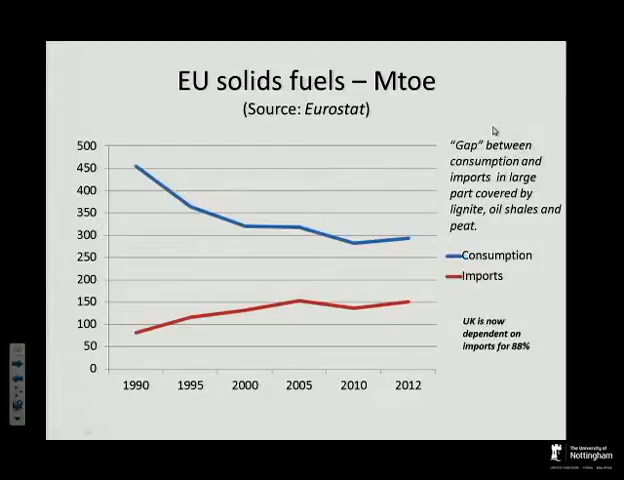 EU solids fuels – Mtoe
(Source: Eurostat)
500
450
400
350
300
250
200
150
100
50
0
1990 1995 2000 2005 2010 2012
“Gap” between
consumption and
imports in large
part covered by
lignite, oil shales and
peat.
Consumption
Imports
UK is now
dependent on
imports for 88%
The University of
Nottingham